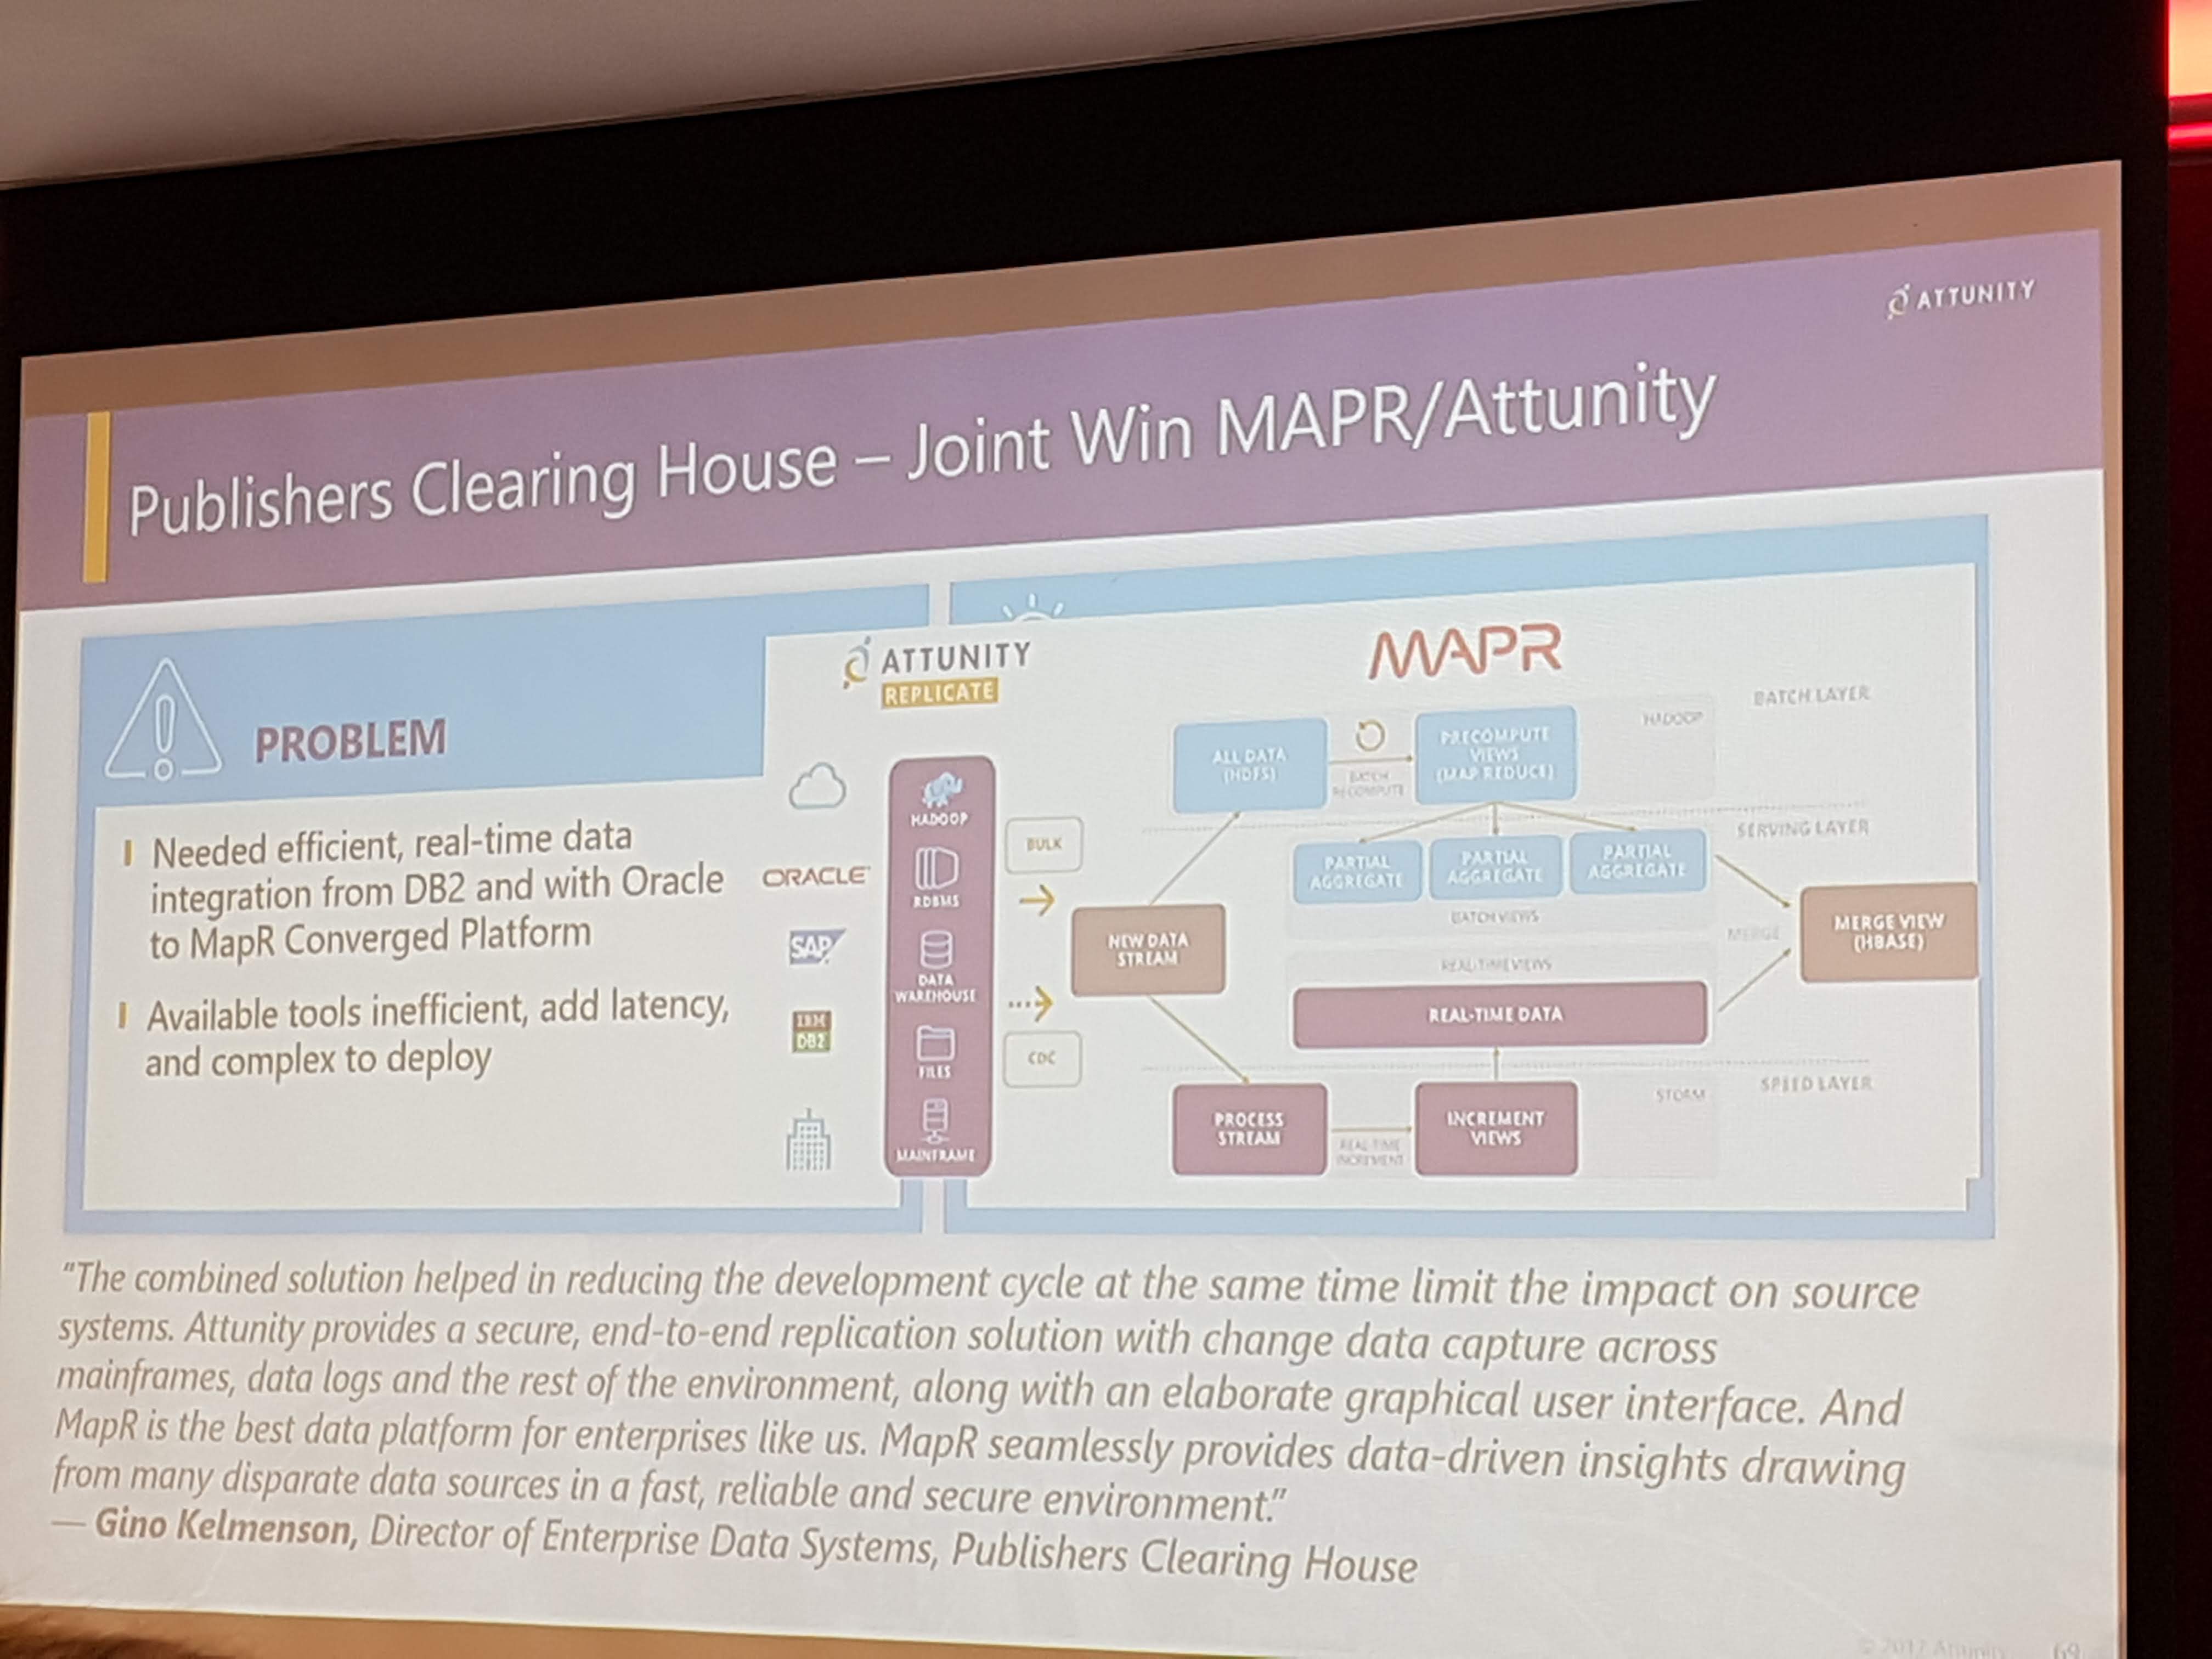 ATTUNITY
Publishers Clearing House – Joint Win MAPR/Attunity
PROBLEM
Needed efficient, real-time data
integration from DB2 and with Oracle
to MapR Converged Platform
Available tools inefficient, add latency,
and complex to deploy
ATTUNITY
REPLICATE
ORACLE
SAP
IBM
DB2
HADOOP
RDBMS
DATA
WAREHOUSE
FILES
MAINFRAME
BULK
CDC
MAPR
NEW DATA
STREAM
ALL DATA
(HDFS)
BATCH
RECOMPUTE
PRECOMPUTE
VIEWS
(MAP REDUCE)
HADOOP
BATCH LAYER
SERVING LAYER
PARTIAL
AGGREGATE
PARTIAL
AGGREGATE
PARTIAL
AGGREGATE
BATCH VIEWS
REAL-TIME VIEWS
MERGE
MERGE VIEW
(HBASE)
REAL-TIME DATA
PROCESS
STREAM
REAL-TIME
INCREMENT
INCREMENT
VIEWS
STORM
SPEED LAYER
"The combined solution helped in reducing the development cycle at the same time limit the impact on source
systems. Attunity provides a secure, end-to-end replication solution with change data capture across
mainframes, data logs and the rest of the environment, along with an elaborate graphical user interface. And
MapR is the best data platform for enterprises like us. MapR seamlessly provides data-driven insights drawing
from many disparate data sources in a fast, reliable and secure environment."
— Gino Kelmenson, Director of Enterprise Data Systems, Publishers Clearing House
© 2017 Attunity 69